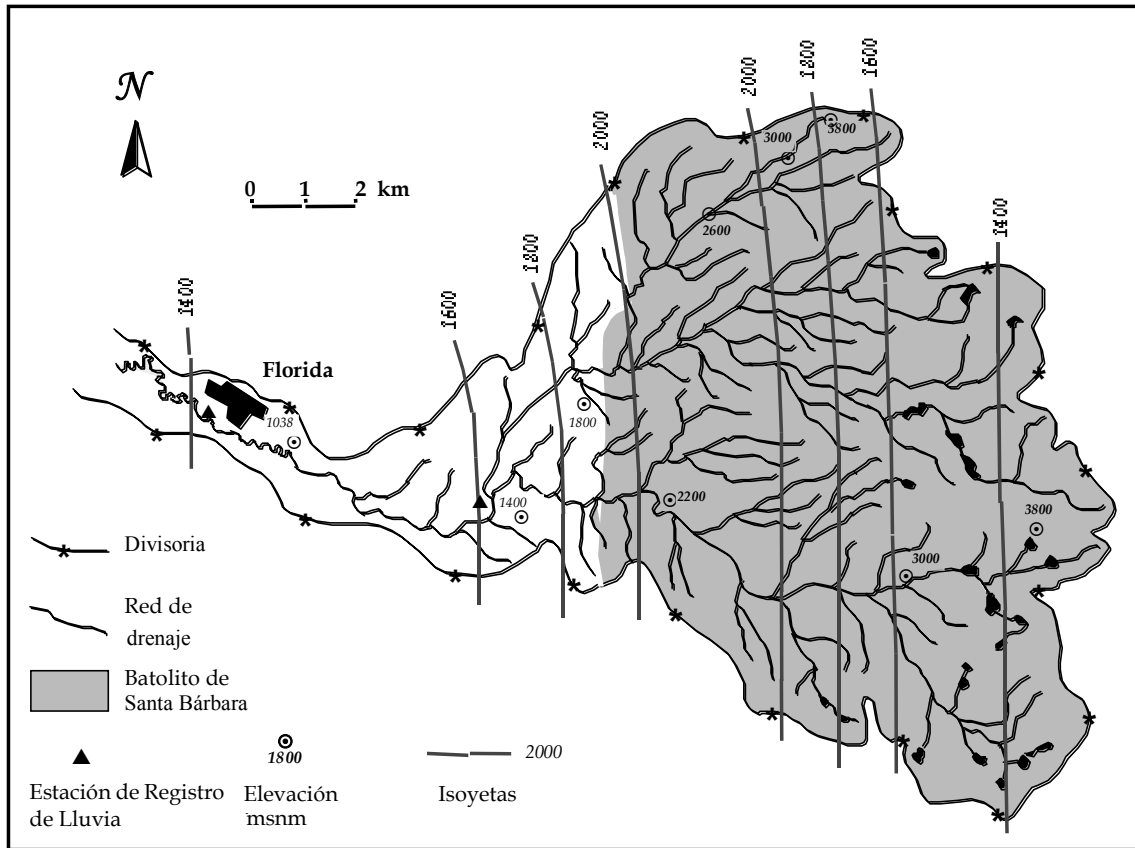 N
0 1 2 km
1400
1600
1800
2000
2000
1800
1600
1400
3000
3800
2600
Florida
1038
1800
1400
2200
3800
3000
Divisoria
Red de
drenaje
Batolito de
Santa Bárbara
Estación de Registro
de Lluvia
1800
Elevación
msnm
2000
Isoyetas